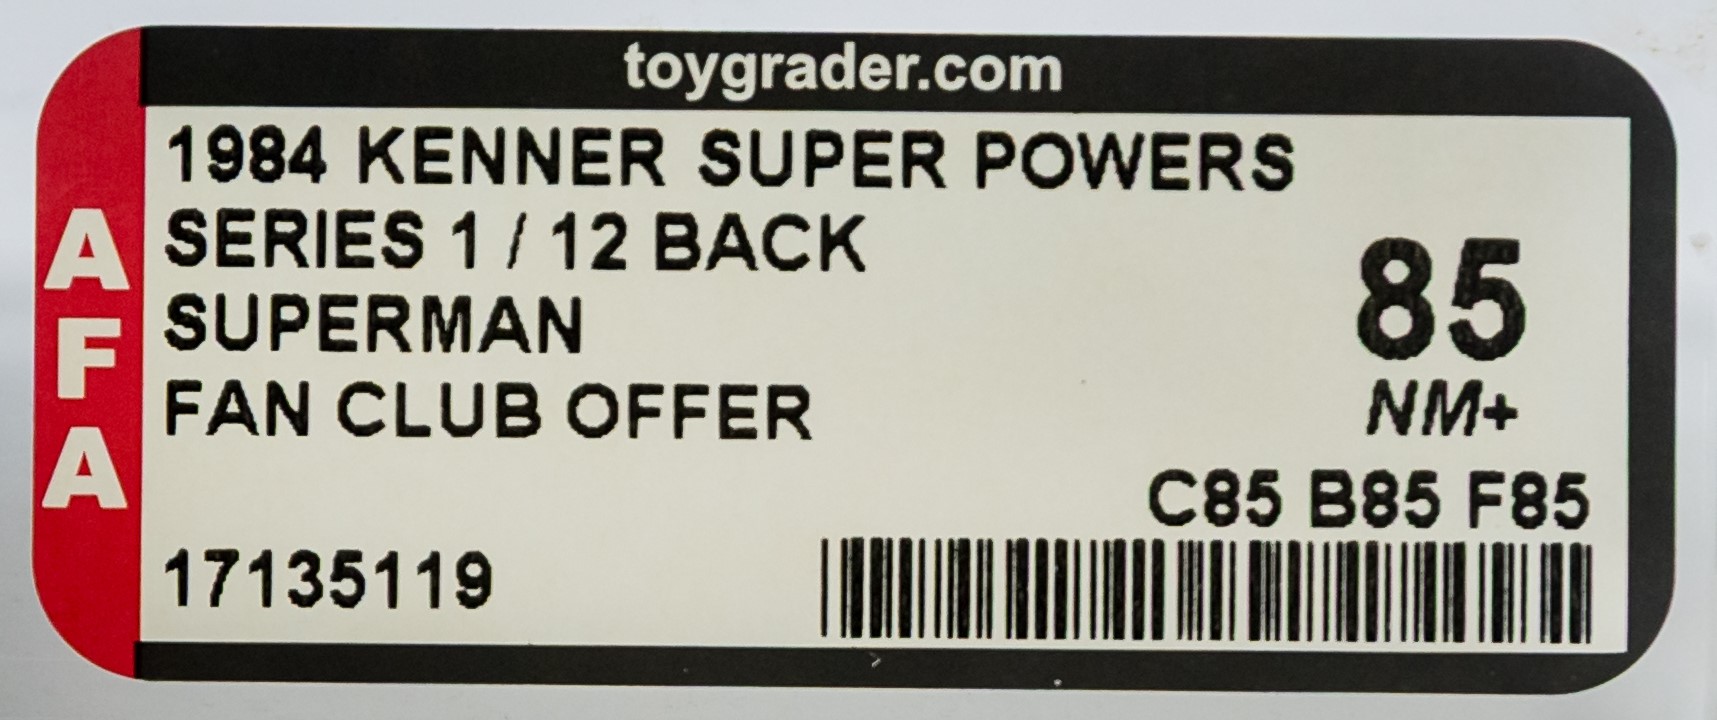 toygrader.com
AFA
1984 KENNER SUPER POWERS
SERIES 1 / 12 BACK
SUPERMAN
FAN CLUB OFFER
85
NM+
C85 B85 F85
17135119